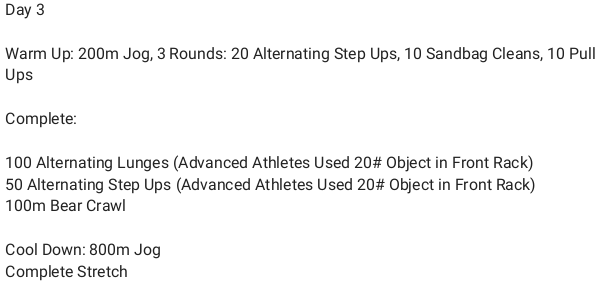 Day 3
Warm Up: 200m Jog, 3 Rounds: 20 Alternating Step Ups, 10 Sandbag Cleans, 10 Pull
Ups
Complete:
100 Alternating Lunges (Advanced Athletes Used 20# Object in Front Rack)
50 Alternating Step Ups (Advanced Athletes Used 20# Object in Front Rack)
100m Bear Crawl
Cool Down: 800m Jog
Complete Stretch